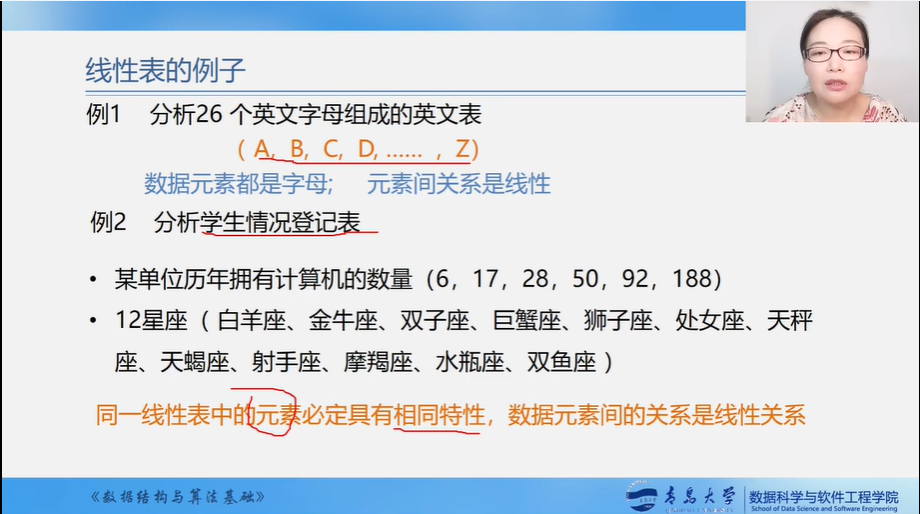 线性表的例子
例1 分析26 个英文字母组成的英文表
( A, B, C, D, …… , Z)
数据元素都是字母; 元素间关系是线性
例2 分析学生情况登记表
• 某单位历年拥有计算机的数量（6，17，28，50，92，188）
• 12星座（ 白羊座、金牛座、双子座、巨蟹座、狮子座、处女座、天秤
座、天蝎座、射手座、摩羯座、水瓶座、双鱼座 ）
同一线性表中的元素必定具有相同特性，数据元素间的关系是线性关系
《数据结构与算法基础》
青岛大学
数据科学与软件工程学院
School of Data Science and Software Engineering